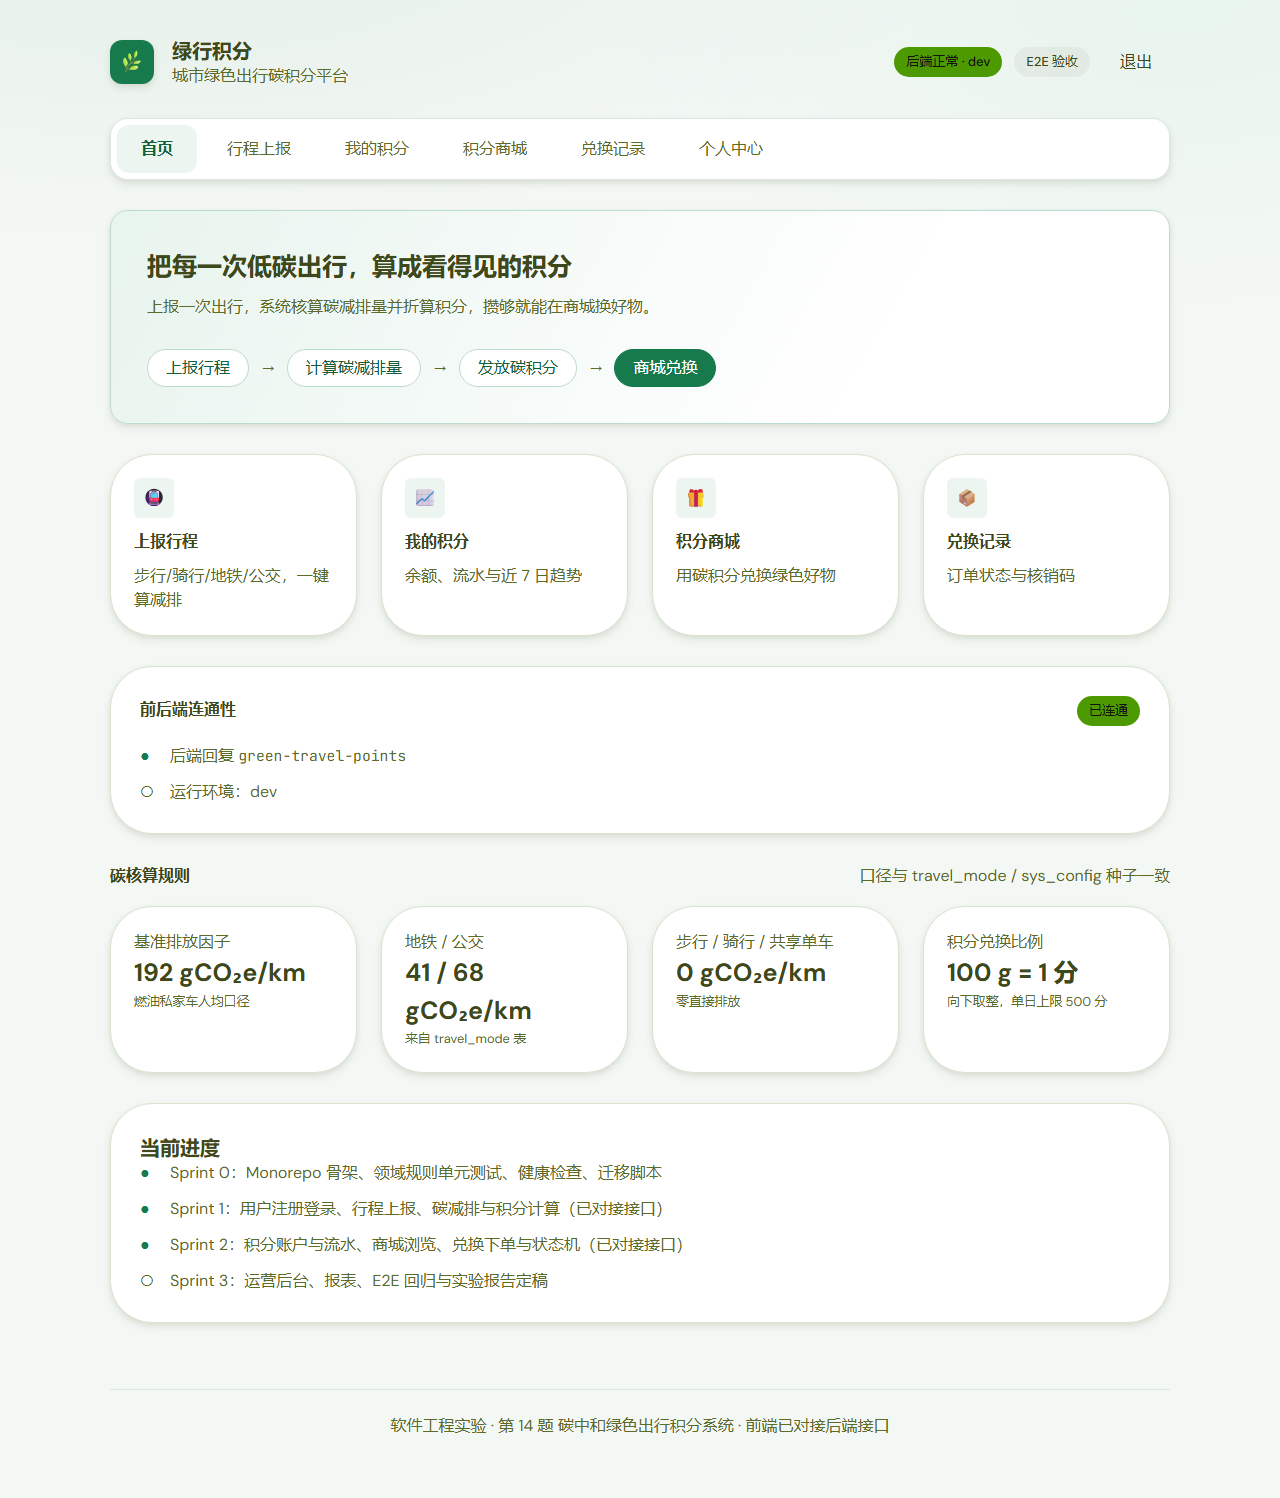 绿行积分
城市绿色出行碳积分平台
后端正常 · dev
E2E 验收
退出
首页
行程上报
我的积分
积分商城
兑换记录
个人中心
把每一次低碳出行，算成看得见的积分
上报一次出行，系统核算碳减排量并折算积分，攒够就能在商城换好物。
上报行程 → 计算碳减排量 → 发放碳积分 → 商城兑换
上报行程
步行/骑行/地铁/公交，一键
算减排
我的积分
余额、流水与近 7 日趋势
积分商城
用碳积分兑换绿色好物
兑换记录
订单状态与核销码
前后端连通性
已连通
后端回复 green-travel-points
运行环境：dev
碳核算规则
口径与 travel_mode / sys_config 种子一致
基准排放因子
192 gCO₂e/km
燃油私家车人均口径
地铁 / 公交
41 / 68
gCO₂e/km
来自 travel_mode 表
步行 / 骑行 / 共享单车
0 gCO₂e/km
零直接排放
积分兑换比例
100 g = 1 分
向下取整，单日上限 500 分
当前进度
Sprint 0：Monorepo 骨架、领域规则单元测试、健康检查、迁移脚本
Sprint 1：用户注册登录、行程上报、碳减排与积分计算（已对接接口）
Sprint 2：积分账户与流水、商城浏览、兑换下单与状态机（已对接接口）
Sprint 3：运营后台、报表、E2E 回归与实验报告定稿
软件工程实验 · 第 14 题 碳中和绿色出行积分系统 · 前端已对接后端接口